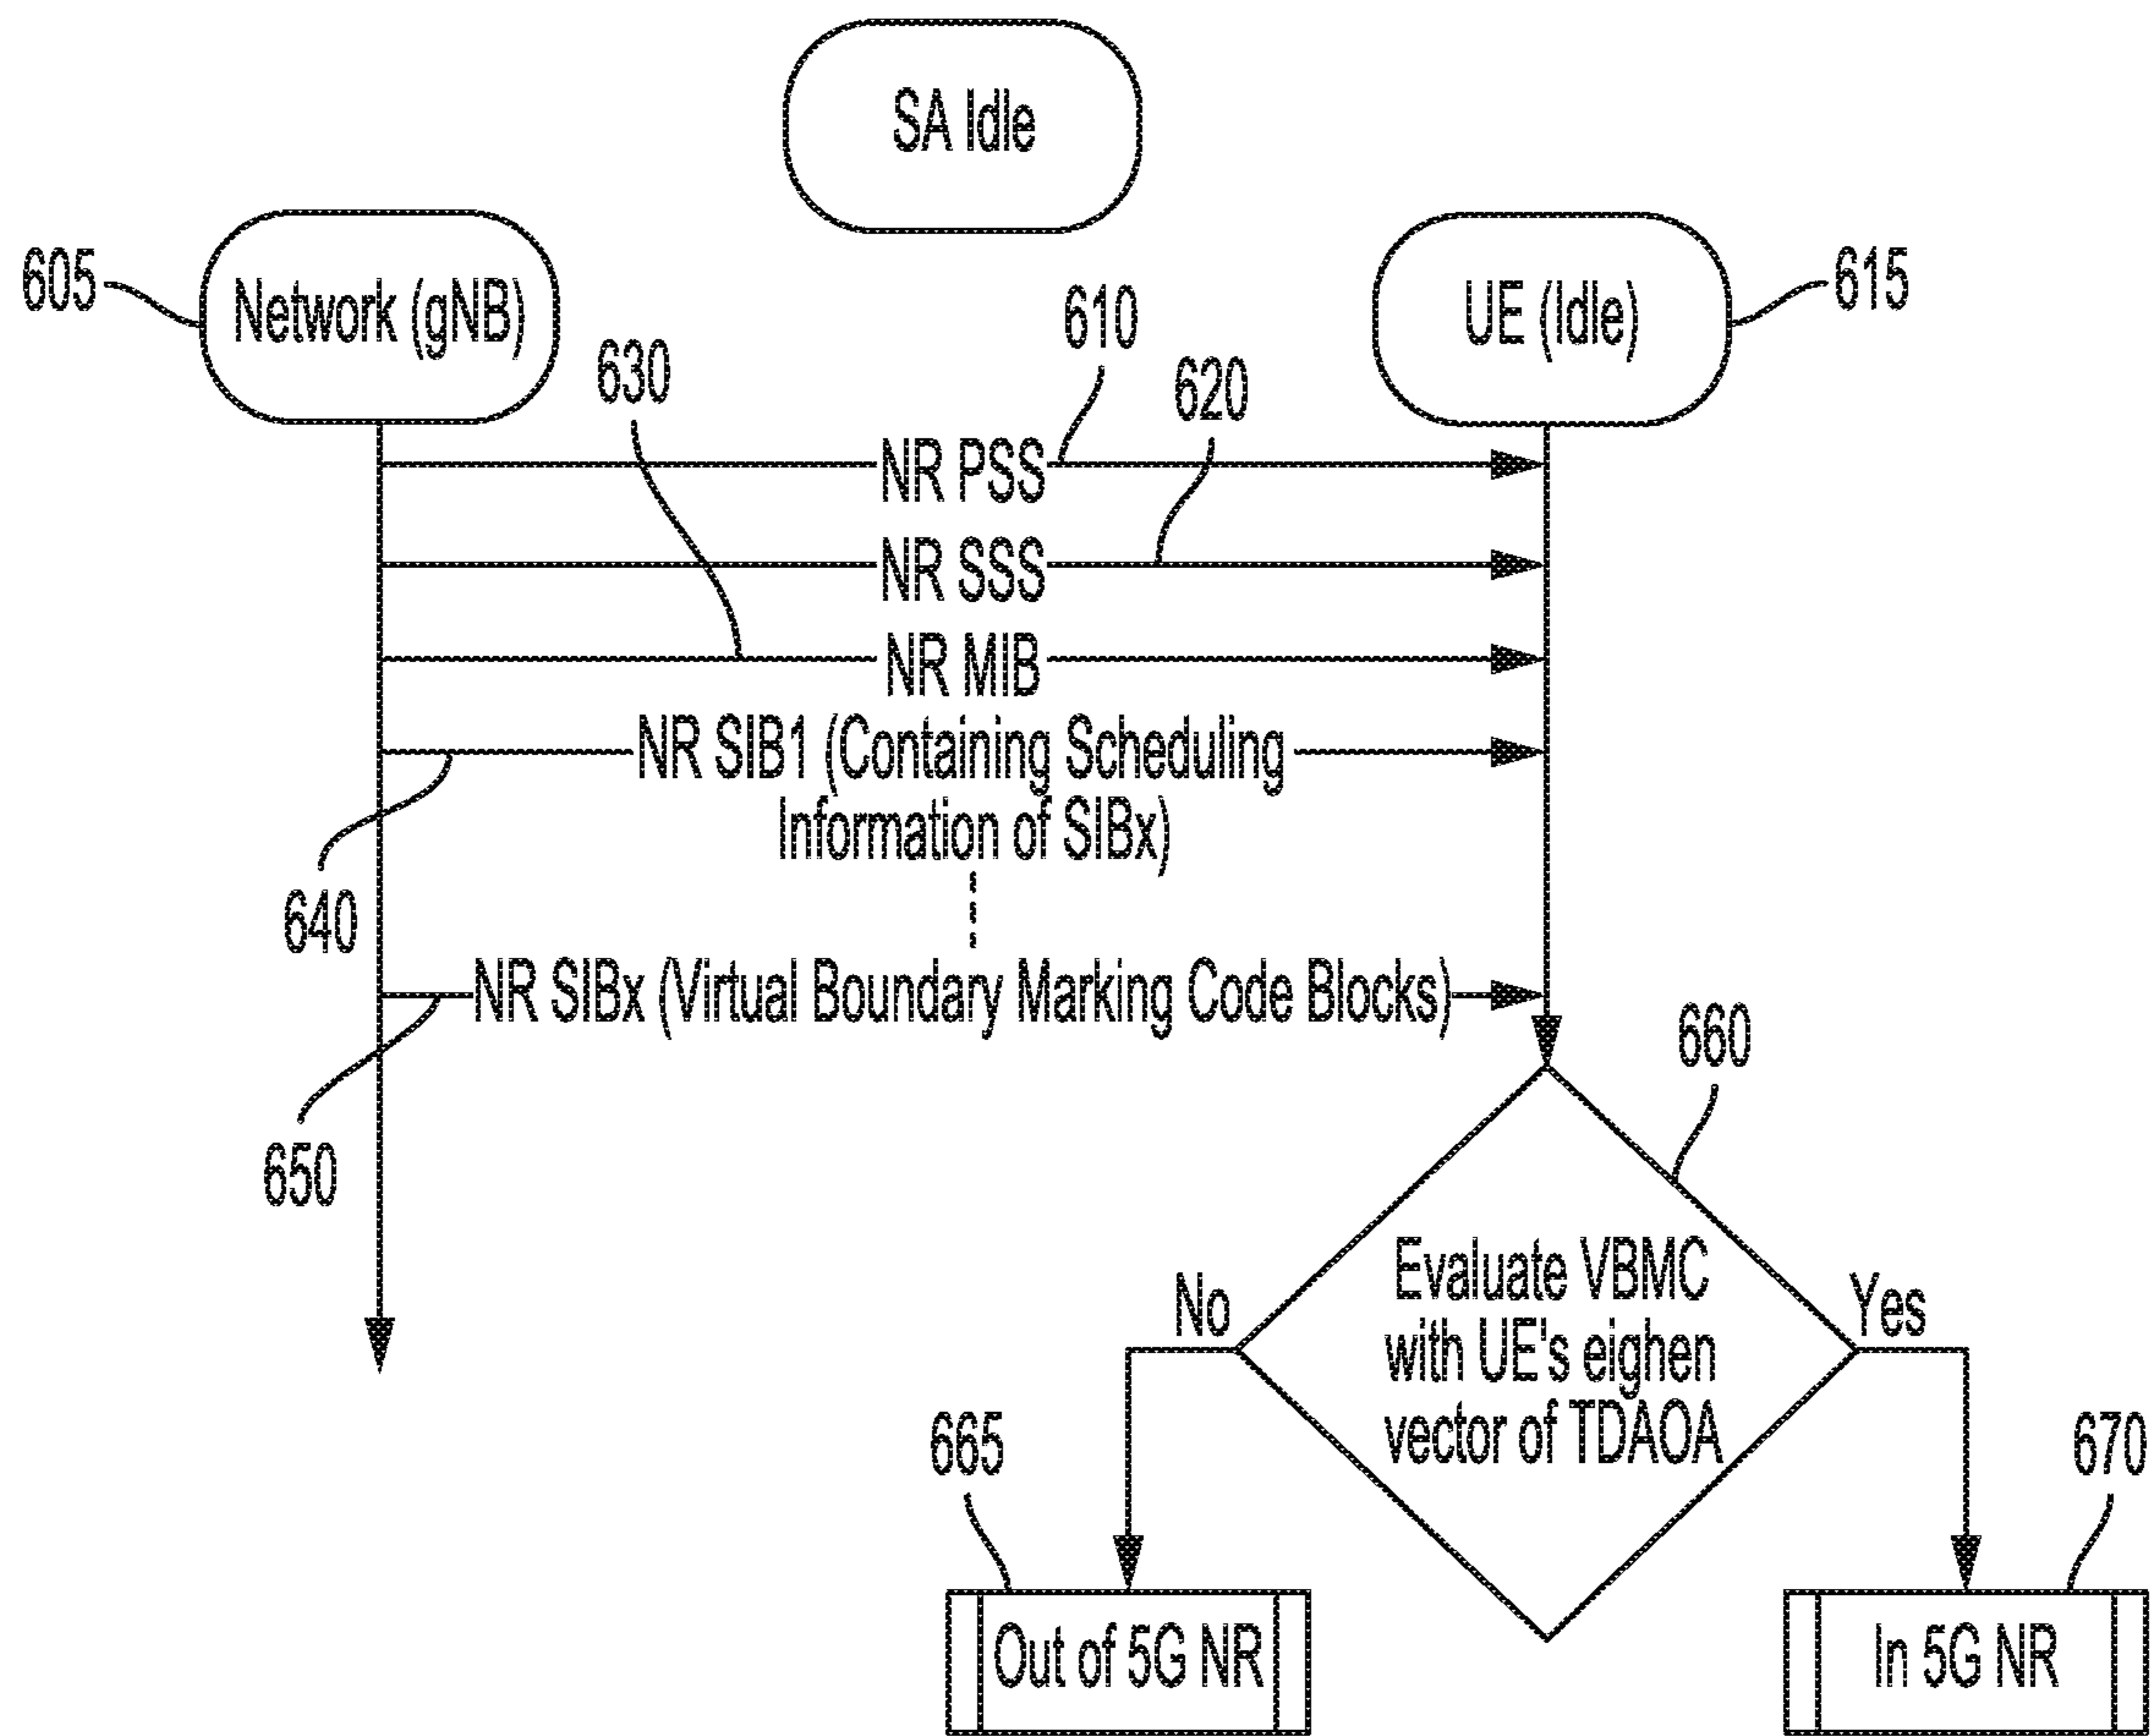 SA Idle
605
Network (gNB)
610
UE (Idle)
615
630
620
NR PSS
NR SSS
NR MIB
NR SIB1 (Containing Scheduling
Information of SIBx)
640
NR SIBx (Virtual Boundary Marking Code Blocks)
650
660
Evaluate VBMC
with UE's eighen
vector of TDAOA
No
Yes
665
670
Out of 5G NR
In 5G NR